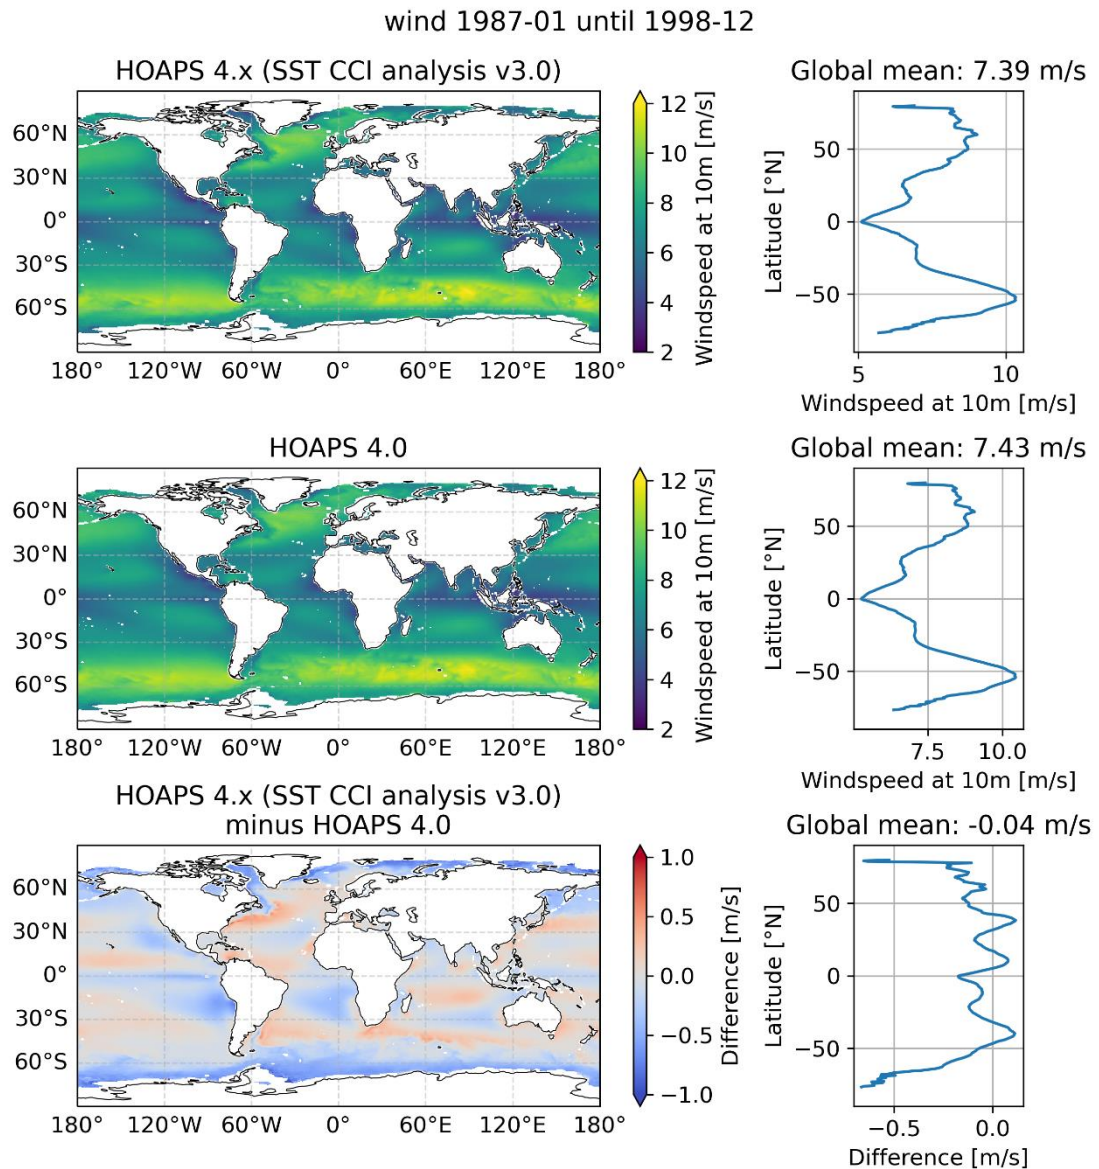 wind 1987-01 until 1998-12
HOAPS 4.x (SST CCI analysis v3.0)
60°N
30°N
0°
30°S
60°S
180°
120°W
60°W
0°
60°E
120°E
180°
12
10
8
6
4
2
Windspeed at 10m [m/s]
Global mean: 7.39 m/s
Latitude [°N]
50
0
−50
5
10
Windspeed at 10m [m/s]
HOAPS 4.0
60°N
30°N
0°
30°S
60°S
180°
120°W
60°W
0°
60°E
120°E
180°
12
10
8
6
4
2
Windspeed at 10m [m/s]
Global mean: 7.43 m/s
Latitude [°N]
50
0
−50
7.5
10.0
Windspeed at 10m [m/s]
HOAPS 4.x (SST CCI analysis v3.0)
minus HOAPS 4.0
60°N
30°N
0°
30°S
60°S
180°
120°W
60°W
0°
60°E
120°E
180°
1.0
0.5
0.0
−0.5
−1.0
Difference [m/s]
Global mean: -0.04 m/s
Latitude [°N]
50
0
−50
−0.5
0.0
Difference [m/s]